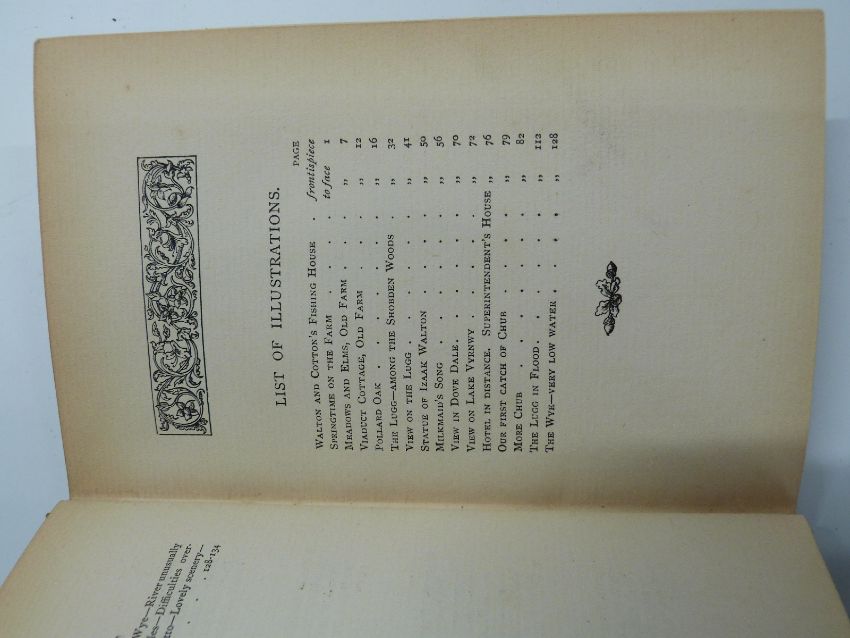 Wye—River unusually
les—Difficulties over-
tto—Lovely scenery—
. . . 128-134
LIST OF ILLUSTRATIONS.
PAGE
WALTON AND COTTON'S FISHING HOUSE . frontispiece
SPRINGTIME ON THE FARM . . . . to face 1
MEADOWS AND ELMS, OLD FARM . . . „ 7
VIADUCT COTTAGE, OLD FARM . . . „ 12
POLLARD OAK . . . . . . . „ 16
THE LUGG—AMONG THE SHOBDEN WOODS . „ 32
VIEW ON THE LUGG . . . . . . „ 41
STATUE OF IZAAK WALTON . . . . . „ 50
MILKMAID'S SONG . . . . . . „ 56
VIEW IN DOVE DALE . . . . . . „ 70
VIEW ON LAKE VYRNWY . . . . . „ 72
HOTEL IN DISTANCE. SUPERINTENDENT'S HOUSE „ 76
OUR FIRST CATCH OF CHUB . . . . „ 79
MORE CHUB . . . . . . . „ 82
THE LUGG IN FLOOD . . . . . . „ 112
THE WYE—VERY LOW WATER . . . . „ 128